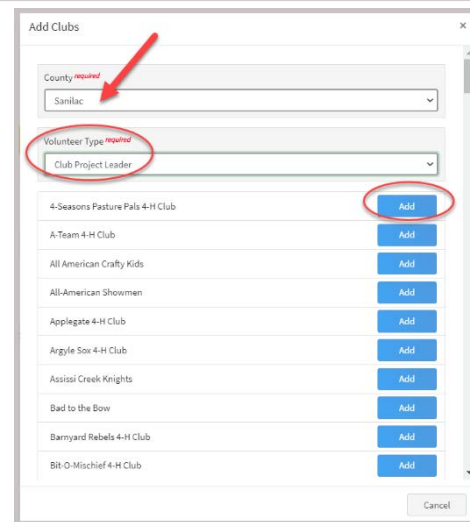 Add Clubs ×
County required
Sanilac
Volunteer Type required
Club Project Leader
4-Seasons Pasture Pals 4-H Club Add
A-Team 4-H Club Add
All American Crafty Kids Add
All-American Showmen Add
Applegate 4-H Club Add
Argyle Sox 4-H Club Add
Assissi Creek Knights Add
Bad to the Bow Add
Barnyard Rebels 4-H Club Add
Bit-O-Mischief 4-H Club Add
Cancel